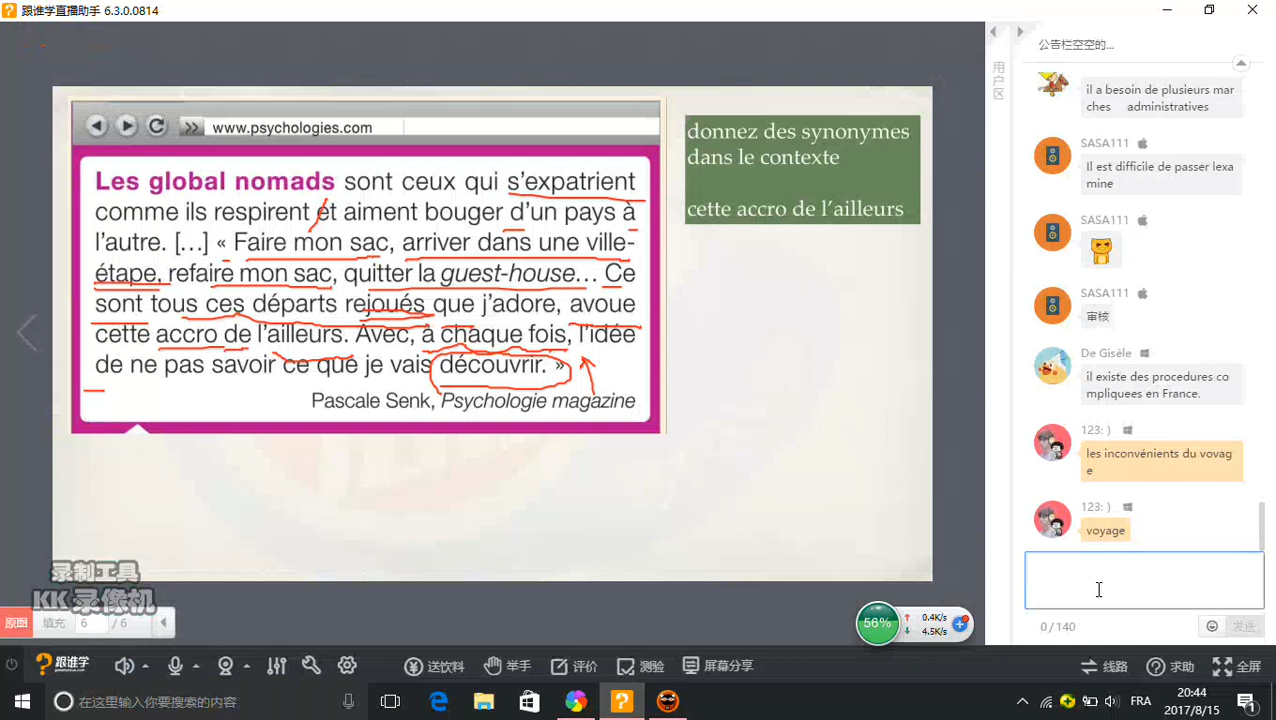 跟谁学直播助手 6.3.0.0814
公告栏空空的...
用户区
www.psychologies.com
Les global nomads sont ceux qui s'expatrient
comme ils respirent et aiment bouger d'un pays à
l'autre. [...] « Faire mon sac, arriver dans une ville-
étape, refaire mon sac, quitter la guest-house... Ce
sont tous ces départs rejoués que j'adore, avoue
cette accro de l'ailleurs. Avec, à chaque fois, l'idée
de ne pas savoir ce que je vais découvrir. »
Pascale Senk, Psychologie magazine
donnez des synonymes
dans le contexte
cette accro de l'ailleurs
il a besoin de plusieurs mar
ches administratives
SASA111
Il est difficile de passer lexa
mine
SASA111
SASA111
审核
De Gisèle
il existe des procedures co
mpliquees en France.
123: )
les inconvénients du vovag
e
123: )
voyage
0/140
发送
录制工具
KK 录像机
原图 填充 6 / 6
56%
0.4K/s
4.5K/s
跟谁学
送饮料 举手 评价 测验 屏幕分享 线路 求助 全屏
在这里输入你要搜索的内容
FRA
20:44
2017/8/15
1